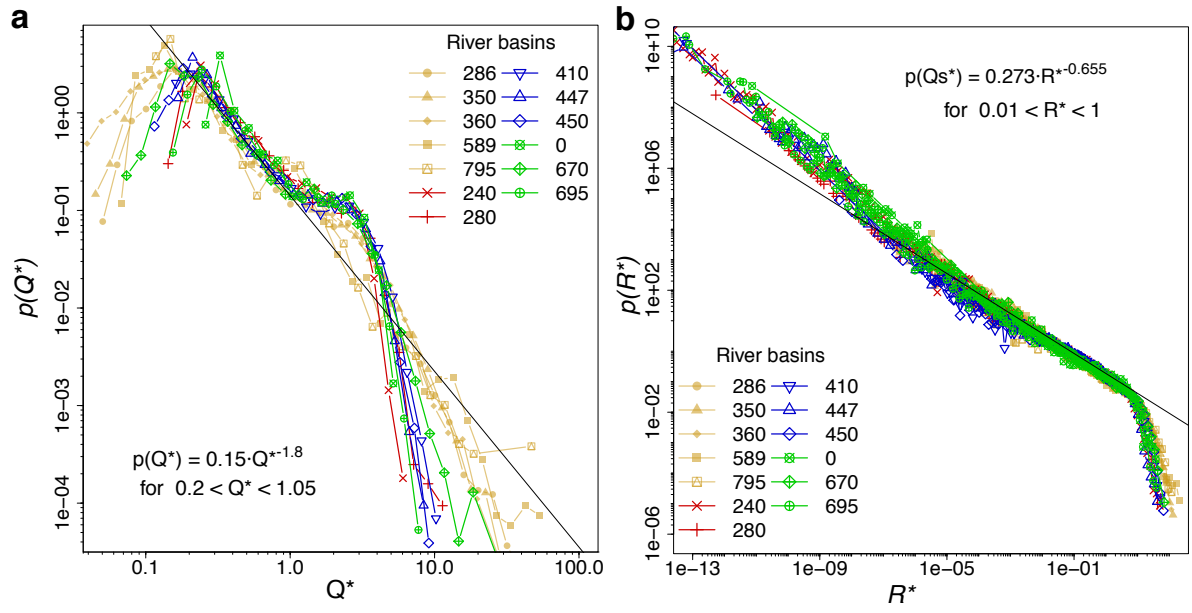 a
River basins
286 410
350 447
360 450
589 0
795 670
240 695
280
1e+00
1e-01
1e-02
1e-03
1e-04
p(Q*)
p(Q*) = 0.15·Q*^-1.8
for 0.2 < Q* < 1.05
0.1 1.0 10.0 100.0
Q*
b
1e+10
1e+06
1e+02
1e-02
1e-06
p(R*)
p(Qs*) = 0.273·R*^-0.655
for 0.01 < R* < 1
River basins
286 410
350 447
360 450
589 0
795 670
240 695
280
1e-13 1e-09 1e-05 1e-01
R*